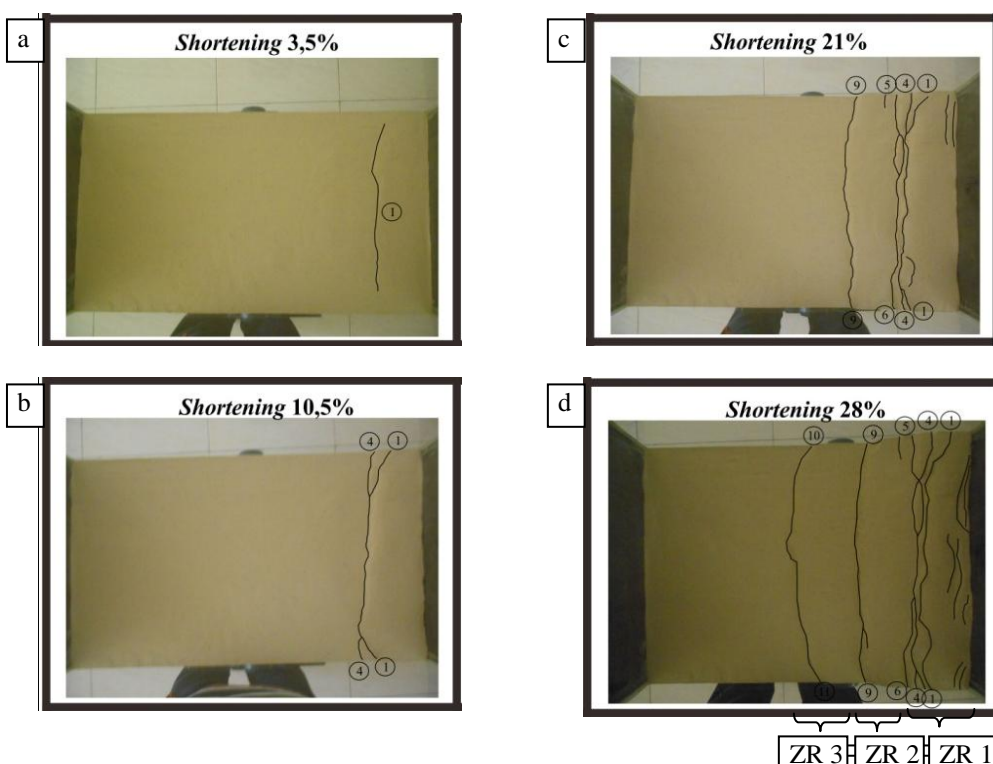 a
Shortening 3,5%
1
b
Shortening 10,5%
4 1
4 1
c
Shortening 21%
9 5 4 1
9 6 4 1
d
Shortening 28%
10 9 5 4 1
11 9 6 4 1
ZR 3 ZR 2 ZR 1